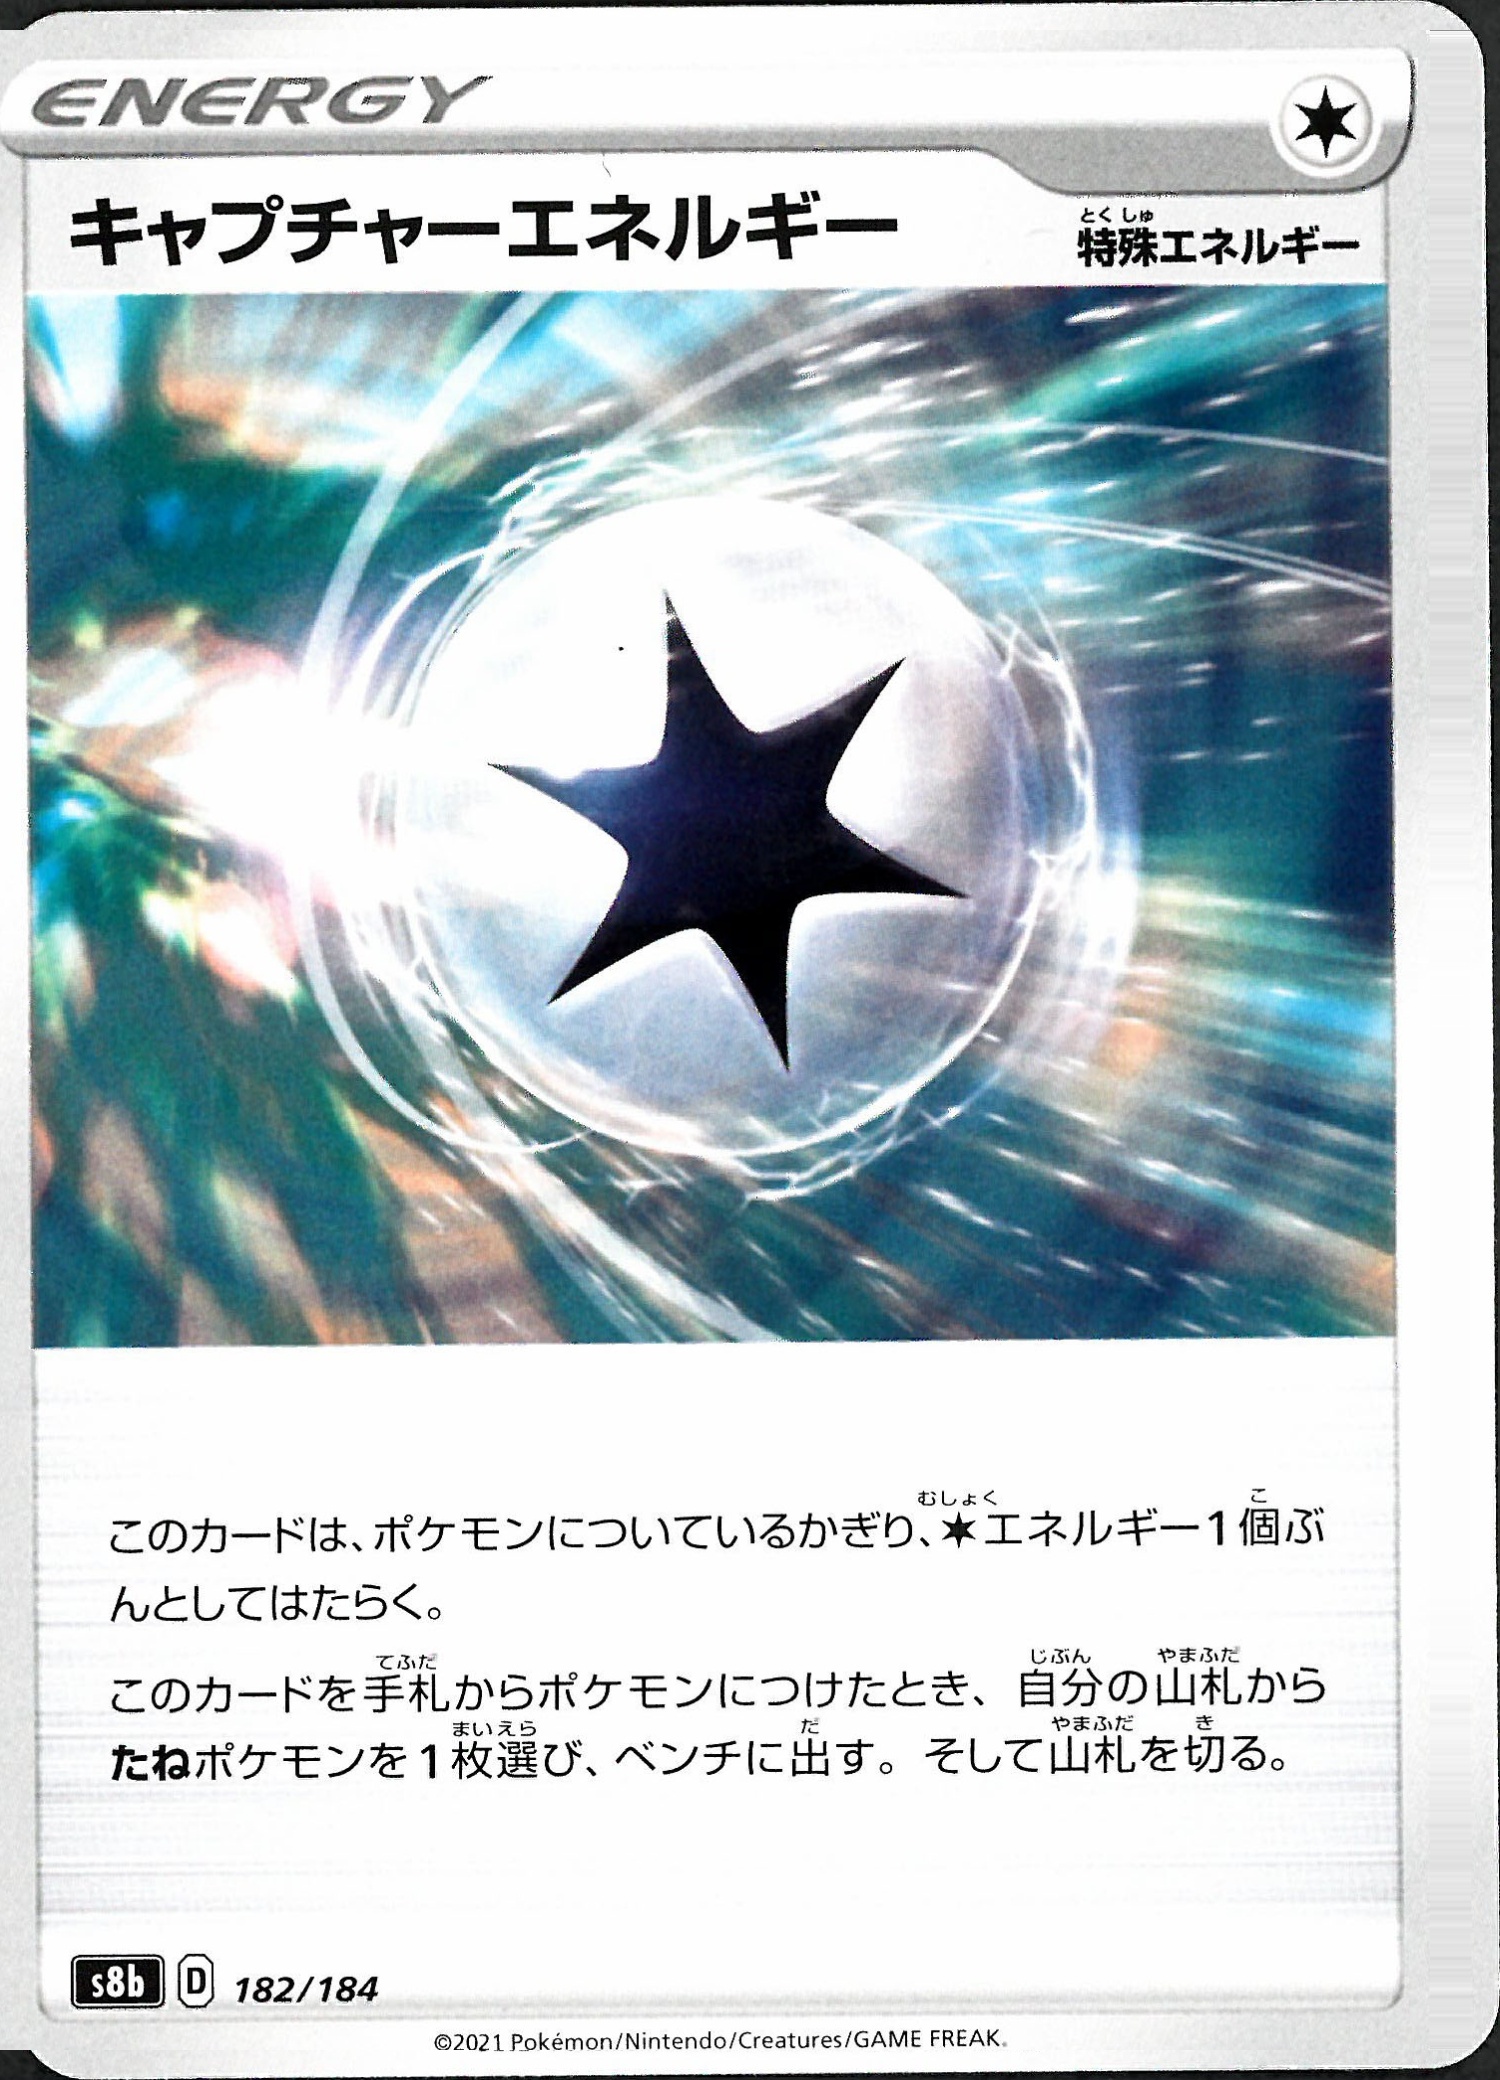 ENERGY
キャプチャーエネルギー
とくしゅ
特殊エネルギー
むしょく こ
このカードは、ポケモンについているかぎり、エネルギー1個ぶ
んとしてはたらく。
てふだ じぶん やまふだ
このカードを手札からポケモンにつけたとき、自分の山札から
まいえら だ やまふだ き
たねポケモンを1枚選び、ベンチに出す。そして山札を切る。
s8b D 182/184
©2021 Pokémon/Nintendo/Creatures/GAME FREAK.